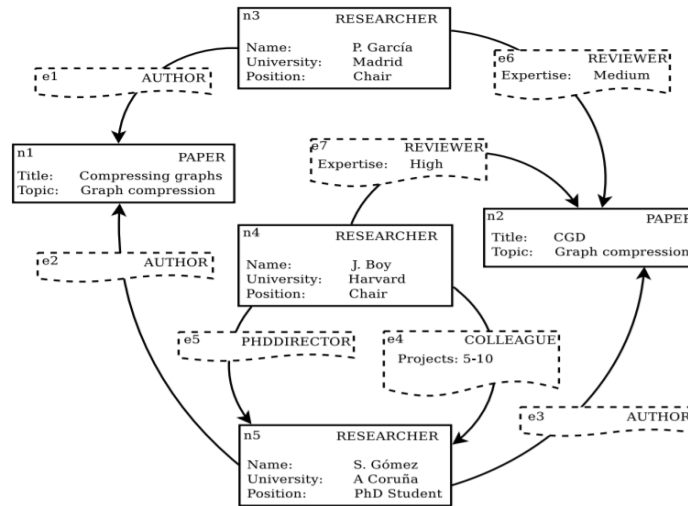 n3 RESEARCHER
Name: P. García
University: Madrid
Position: Chair
e1 AUTHOR
e6 REVIEWER
Expertise: Medium
n1 PAPER
Title: Compressing graphs
Topic: Graph compression
e7 REVIEWER
Expertise: High
n2 PAPER
Title: CGD
Topic: Graph compression
n4 RESEARCHER
Name: J. Boy
University: Harvard
Position: Chair
e2 AUTHOR
e5 PHDDIRECTOR
e4 COLLEAGUE
Projects: 5-10
e3 AUTHOR
n5 RESEARCHER
Name: S. Gómez
University: A Coruña
Position: PhD Student